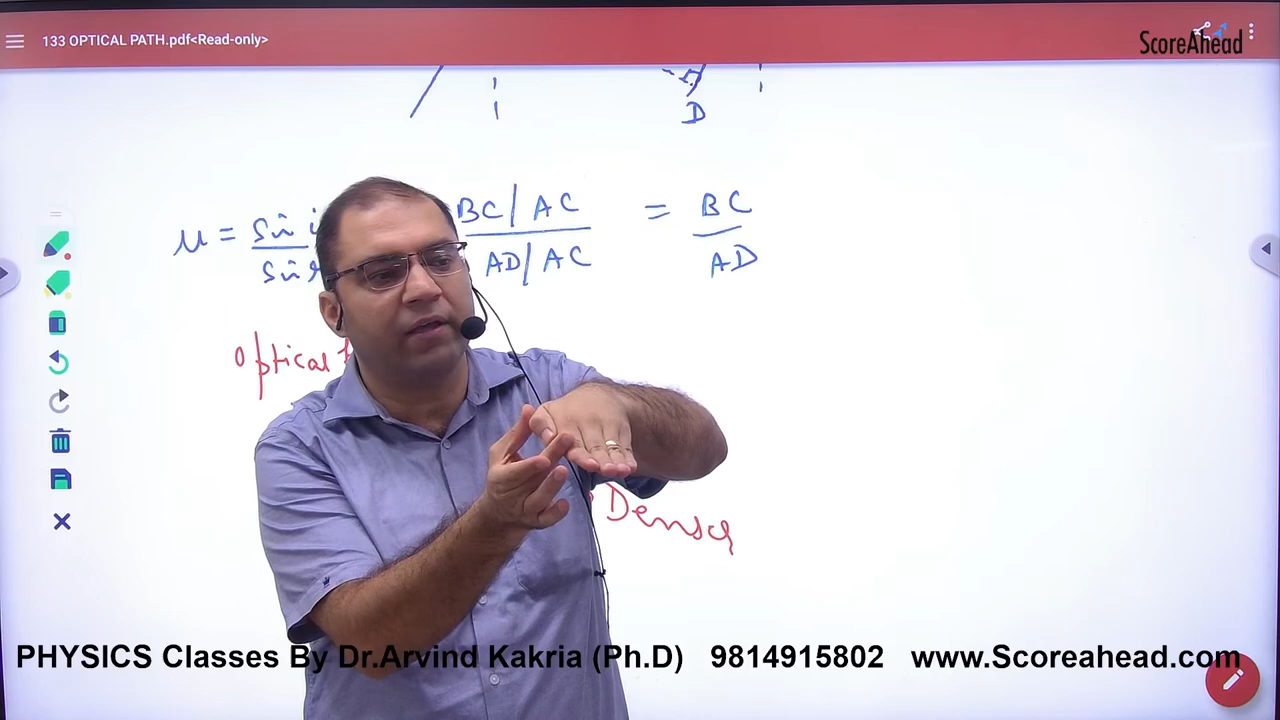 133 OPTICAL PATH.pdf<Read-only>
ScoreAhead
D
μ = sin i BC/AC = BC
sin AD/AC AD
Optical
Denser
PHYSICS Classes By Dr.Arvind Kakria (Ph.D) 9814915802 www.Scoreahead.com